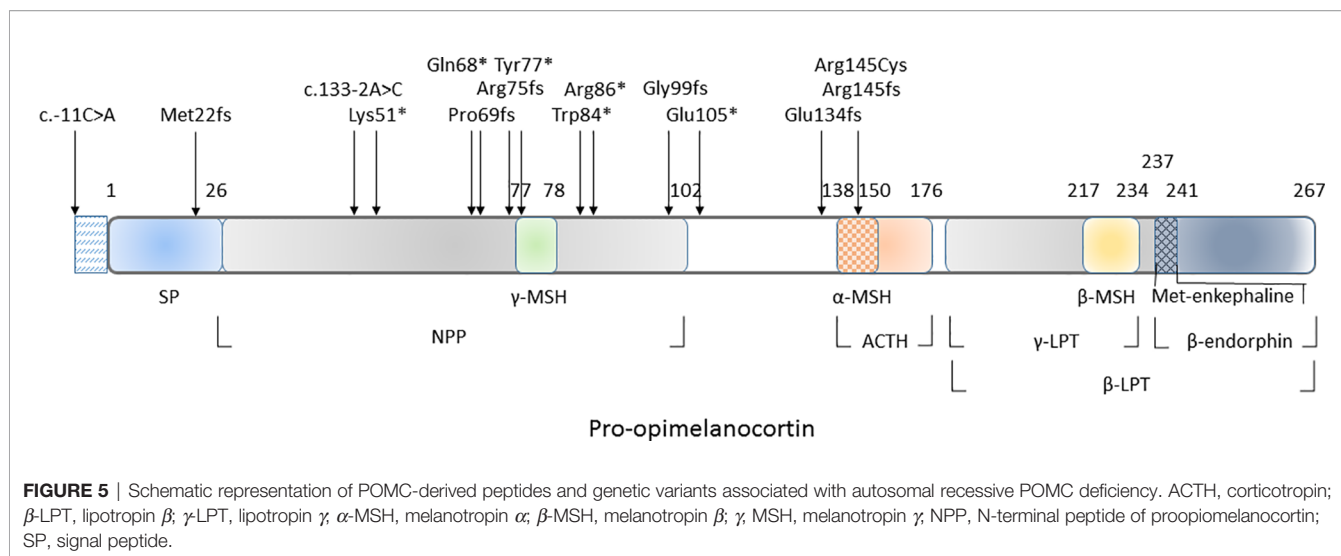 Gln68* Tyr77*
Arg145Cys
c.133-2A>C
Arg75fs
Arg86*
Gly99fs
Arg145fs
c.-11C>A
Met22fs
Lys51*
Pro69fs
Trp84*
Glu105*
Glu134fs
237
1
26
77
78
102
138
150
176
217
234
241
267
SP
γ-MSH
α-MSH
β-MSH
Met-enkephaline
NPP
ACTH
γ-LPT
β-endorphin
β-LPT
Pro-opimelanocortin
FIGURE 5 | Schematic representation of POMC-derived peptides and genetic variants associated with autosomal recessive POMC deficiency. ACTH, corticotropin;
β-LPT, lipotropin β; γ-LPT, lipotropin γ, α-MSH, melanotropin α; β-MSH, melanotropin β; γ, MSH, melanotropin γ, NPP, N-terminal peptide of proopiomelanocortin;
SP, signal peptide.